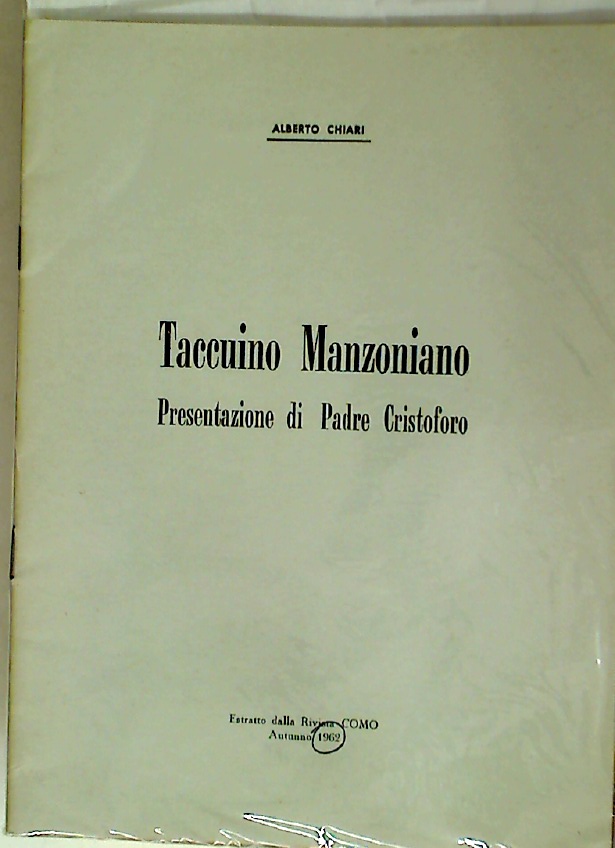 ALBERTO CHIARI
Taccuino Manzoniano
Presentazione di Padre Cristoforo
Estratto dalla Rivista COMO
Autunno 1962